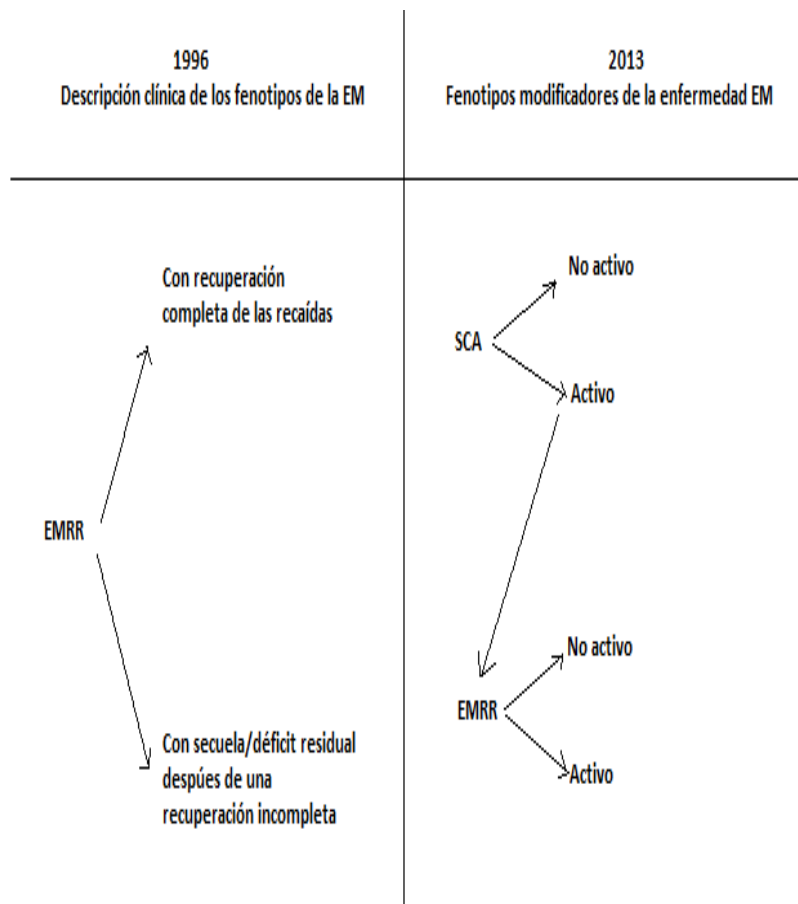 1996
Descripción clínica de los fenotipos de la EM
2013
Fenotipos modificadores de la enfermedad EM
Con recuperación
completa de las recaídas
EMRR
Con secuela/déficit residual
despúes de una
recuperación incompleta
No activo
SCA
Activo
No activo
EMRR
Activo